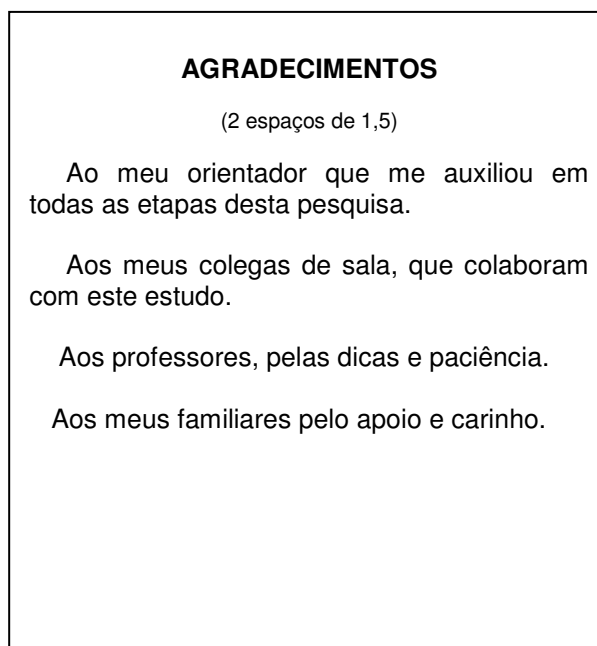 AGRADECIMENTOS
(2 espaços de 1,5)
Ao meu orientador que me auxiliou em
todas as etapas desta pesquisa.
Aos meus colegas de sala, que colaboram
com este estudo.
Aos professores, pelas dicas e paciência.
Aos meus familiares pelo apoio e carinho.